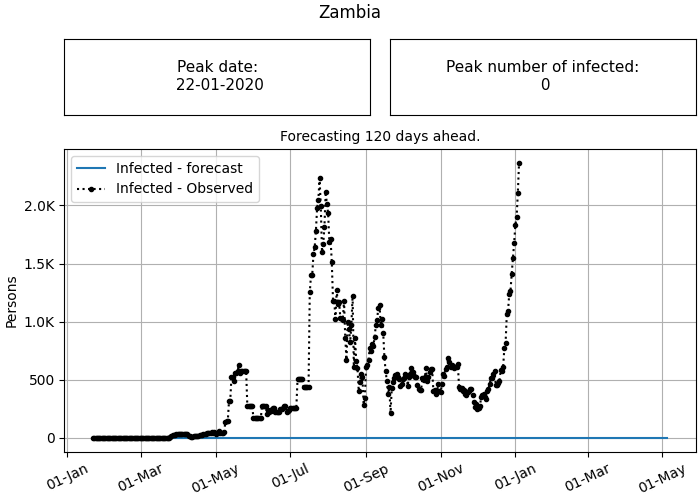 Zambia
Peak date:
22-01-2020
Peak number of infected:
0
Forecasting 120 days ahead.
Infected - forecast
Infected - Observed
Persons
2.0K
1.5K
1.0K
500
0
01-Jan
01-Mar
01-May
01-Jul
01-Sep
01-Nov
01-Jan
01-Mar
01-May